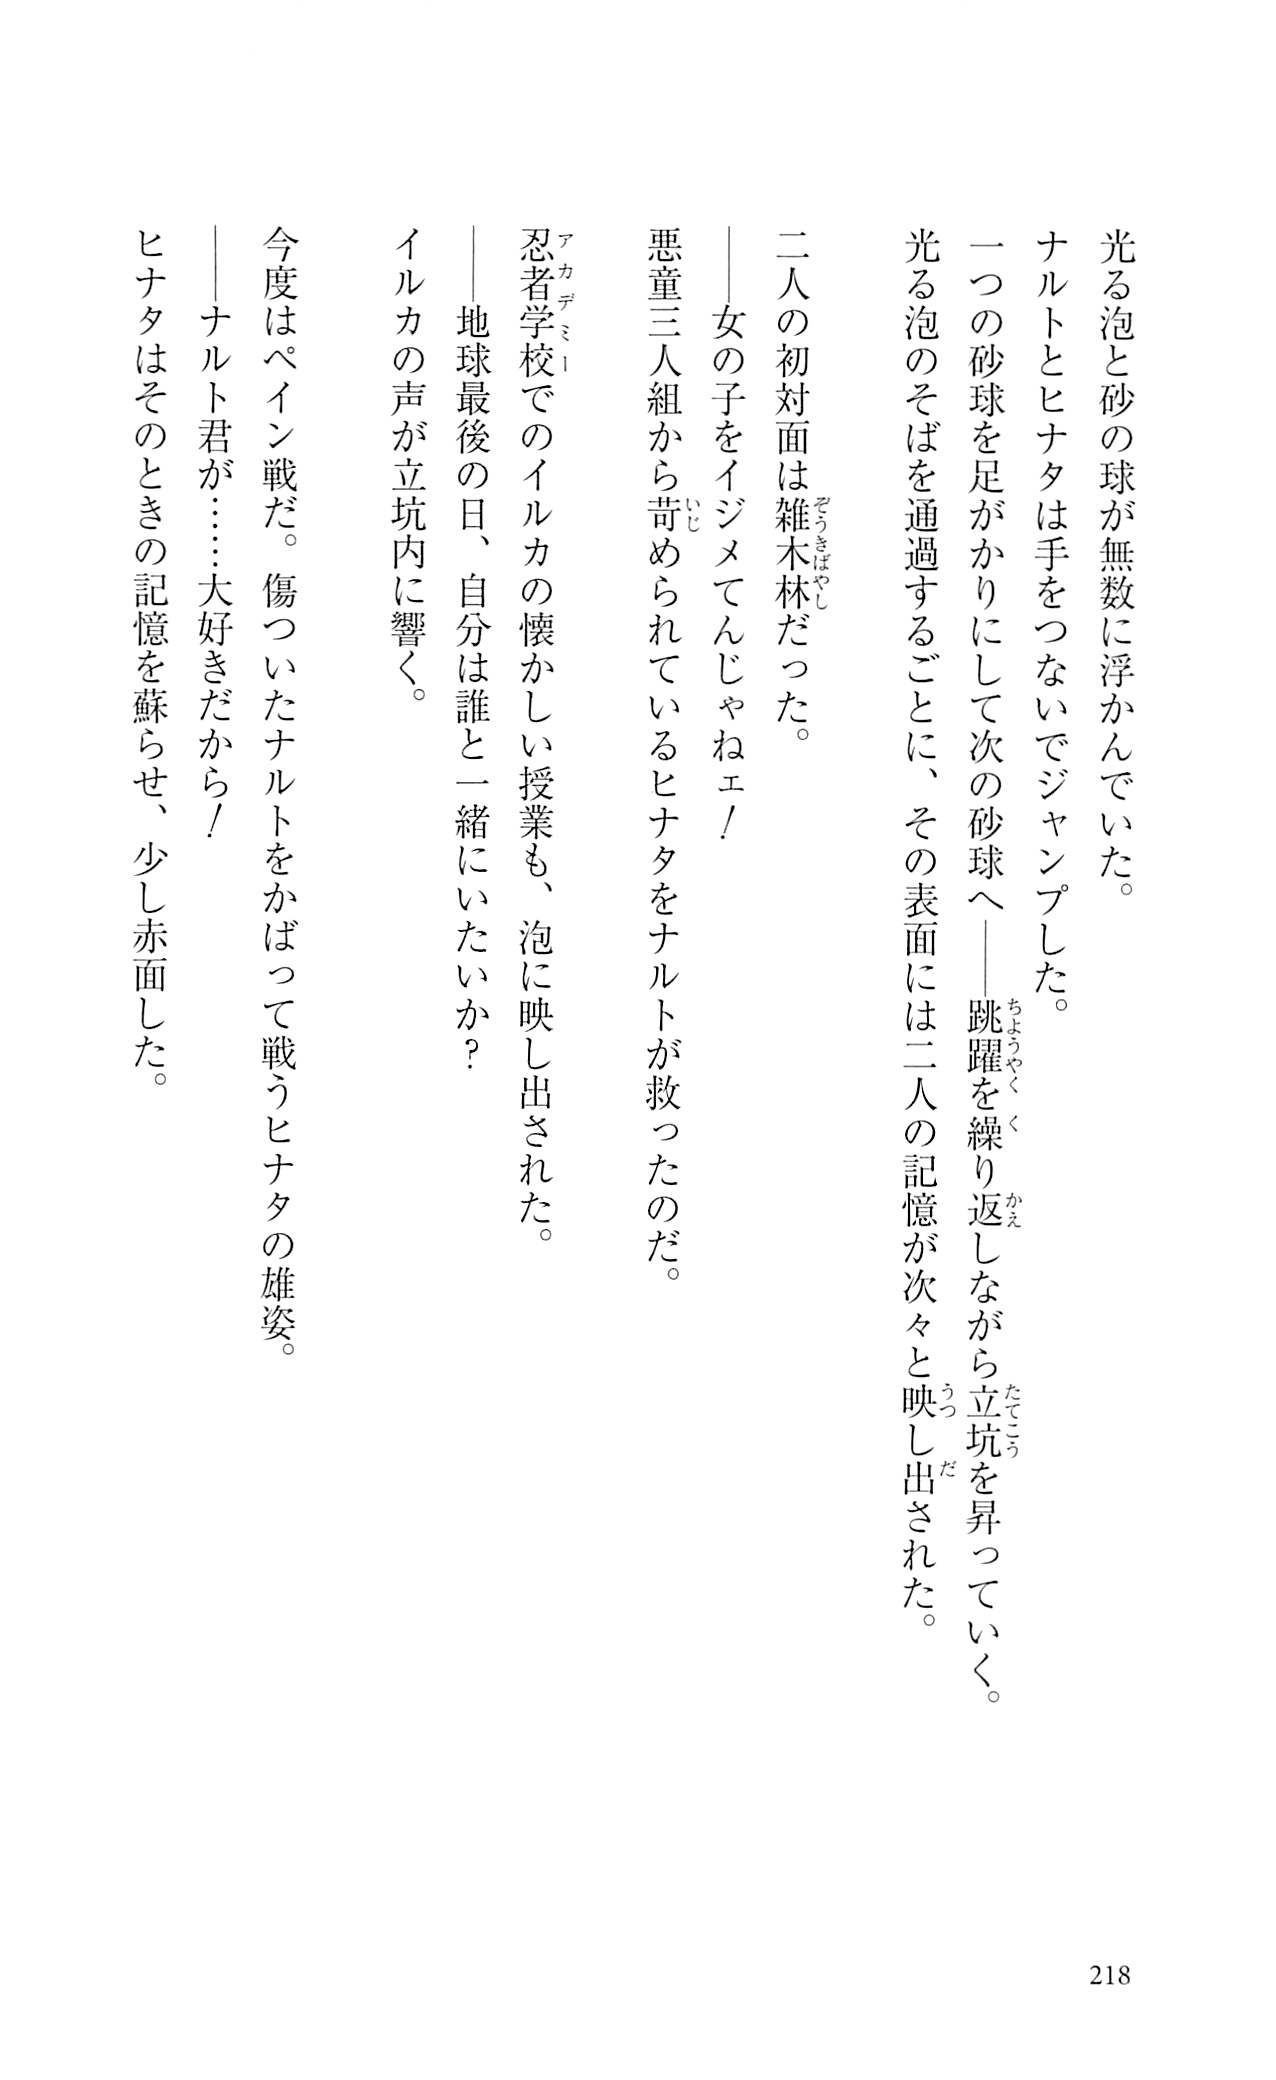 光る泡と砂の球が無数に浮かんでいた。
ナルトとヒナタは手をつないでジャンプした。
一つの砂球を足がかりにして次の砂球へ――跳躍を繰り返しながら立坑を昇っていく。
光る泡のそばを通過するごとに、その表面には二人の記憶が次々と映し出された。
二人の初対面は雑木林だった。
――女の子をイジメてんじゃねェ！
悪童三人組から苛められているヒナタをナルトが救ったのだ。
忍者学校でのイルカの懐かしい授業も、泡に映し出された。
――地球最後の日、自分は誰と一緒にいたいか？
イルカの声が立坑内に響く。
今度はペイン戦だ。傷ついたナルトをかばって戦うヒナタの雄姿。
――ナルト君が……大好きだから！
ヒナタはそのときの記憶を蘇らせ、少し赤面した。
218